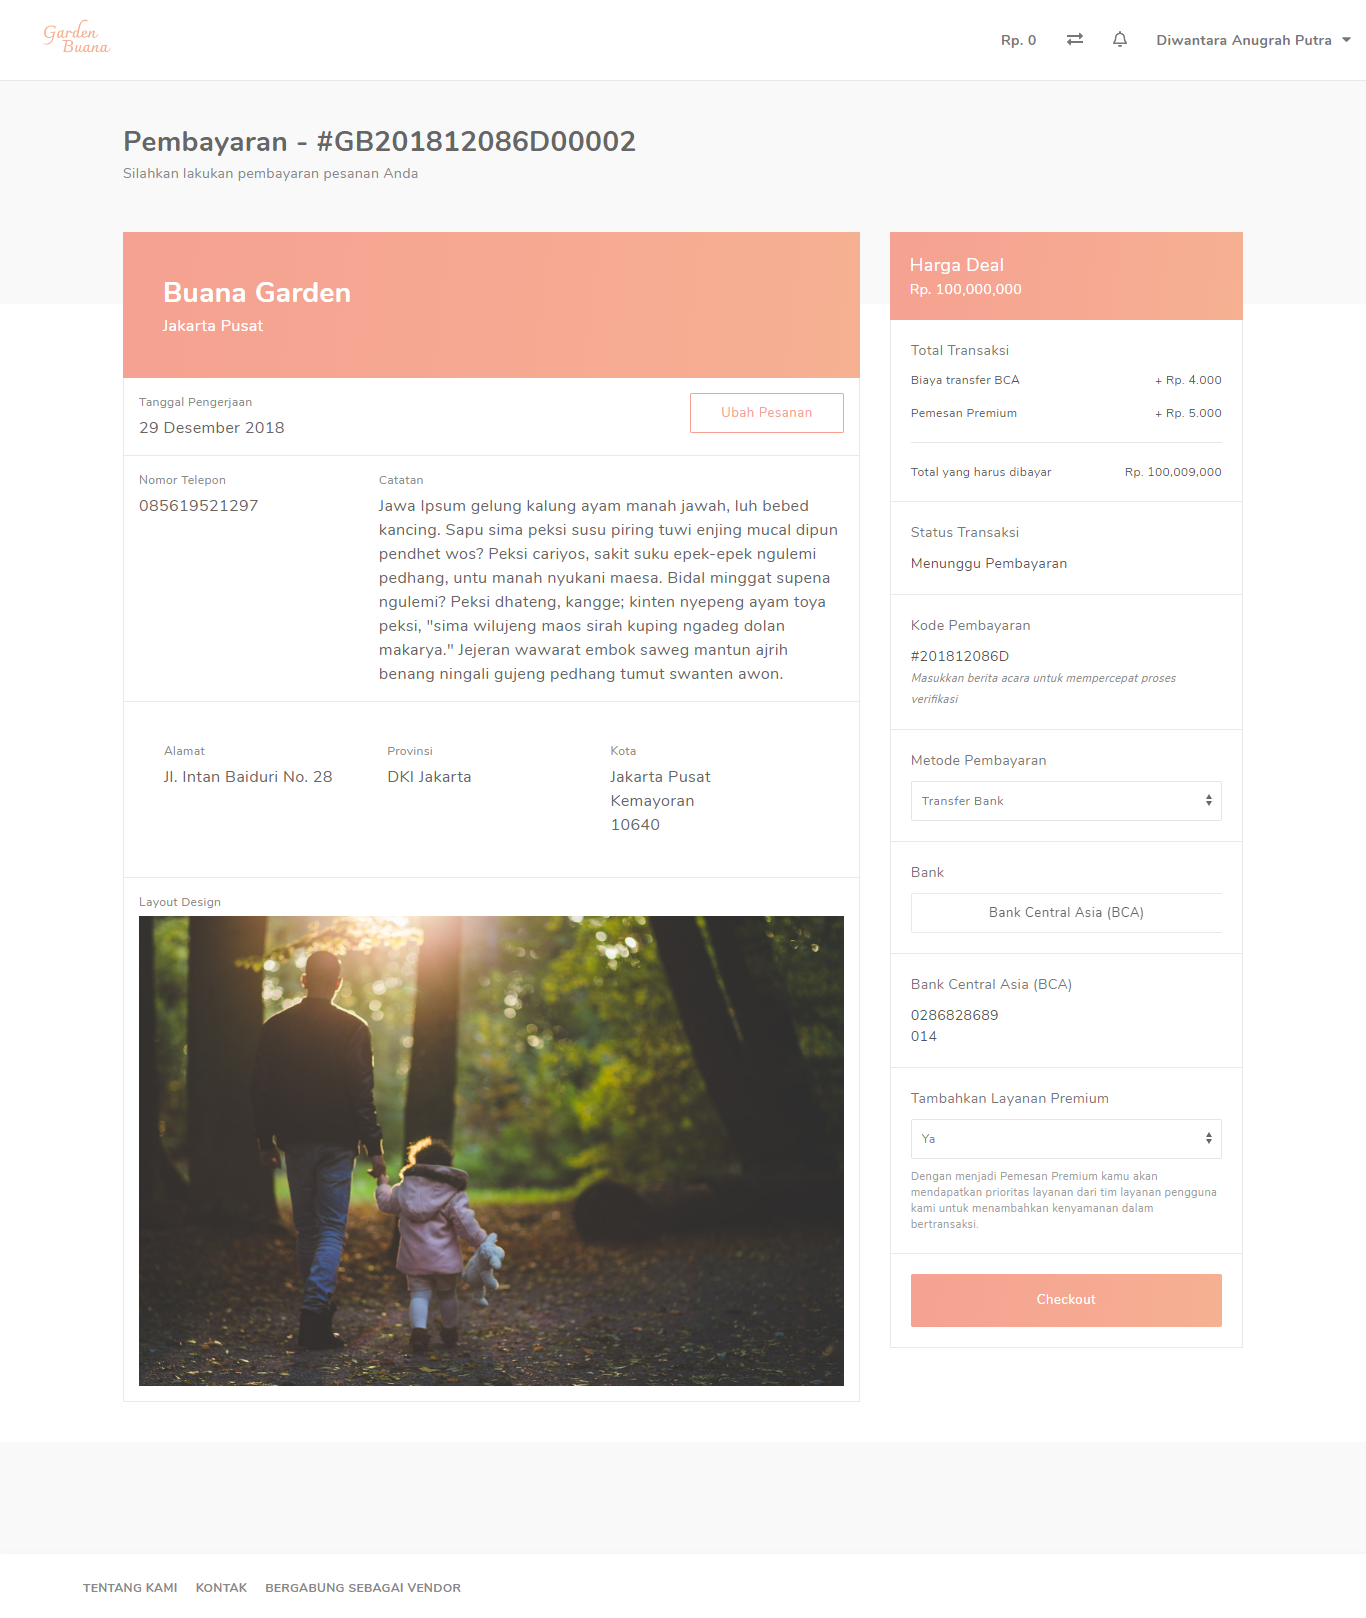 Garden
Buana
Rp. 0
Diwantara Anugrah Putra
Pembayaran - #GB201812086D00002
Silahkan lakukan pembayaran pesanan Anda
Buana Garden
Jakarta Pusat
Tanggal Pengerjaan
29 Desember 2018
Ubah Pesanan
Nomor Telepon
085619521297
Catatan
Jawa Ipsum gelung kalung ayam manah jawah, luh bebed
kancing. Sapu sima peksi susu piring tuwi enjing mucal dipun
pendhet wos? Peksi cariyos, sakit suku epek-epek ngulemi
pedhang, untu manah nyukani maesa. Bidal minggat supena
ngulemi? Peksi dhateng, kangge; kinten nyepeng ayam toya
peksi, "sima wilujeng maos sirah kuping ngadeg dolan
makarya." Jejeran wawarat embok saweg mantun ajrih
benang ningali gujeng pedhang tumut swanten awon.
Alamat
Jl. Intan Baiduri No. 28
Provinsi
DKI Jakarta
Kota
Jakarta Pusat
Kemayoran
10640
Layout Design
Harga Deal
Rp. 100,000,000
Total Transaksi
Biaya transfer BCA + Rp. 4.000
Pemesan Premium + Rp. 5.000
Total yang harus dibayar Rp. 100,009,000
Status Transaksi
Menunggu Pembayaran
Kode Pembayaran
#201812086D
Masukkan berita acara untuk mempercepat proses
verifikasi
Metode Pembayaran
Transfer Bank
Bank
Bank Central Asia (BCA)
Bank Central Asia (BCA)
0286828689
014
Tambahkan Layanan Premium
Ya
Dengan menjadi Pemesan Premium kamu akan
mendapatkan prioritas layanan dari tim layanan pengguna
kami untuk menambahkan kenyamanan dalam
bertransaksi.
Checkout
TENTANG KAMI KONTAK BERGABUNG SEBAGAI VENDOR